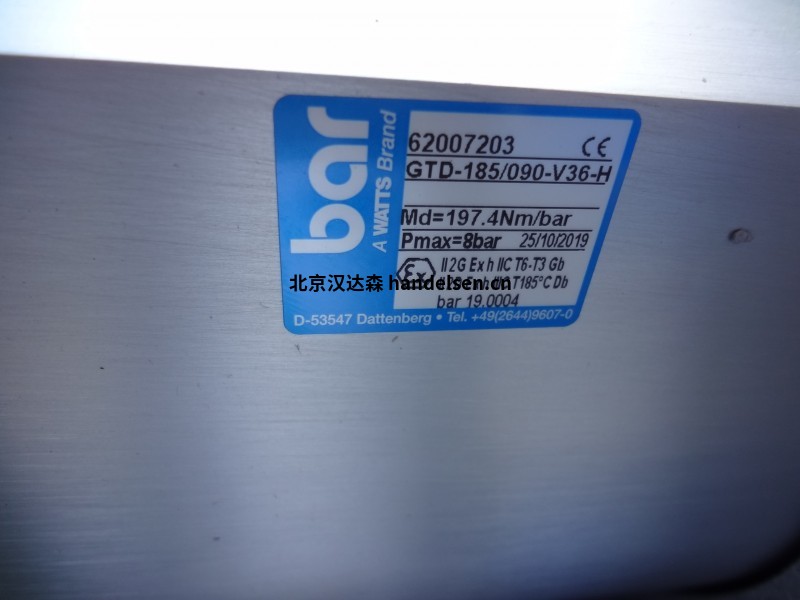 bar
A WATTS Brand
62007203 CE
GTD-185/090-V36-H
Md=197.4Nm/bar
Pmax=8bar 25/10/2019
Ex II 2G Ex h IIC T6-T3 Gb
T185°C Db
北京汉达森 handelsen.cn
bar 19.0004
D-53547 Dattenberg • Tel. +49(2644)9607-0